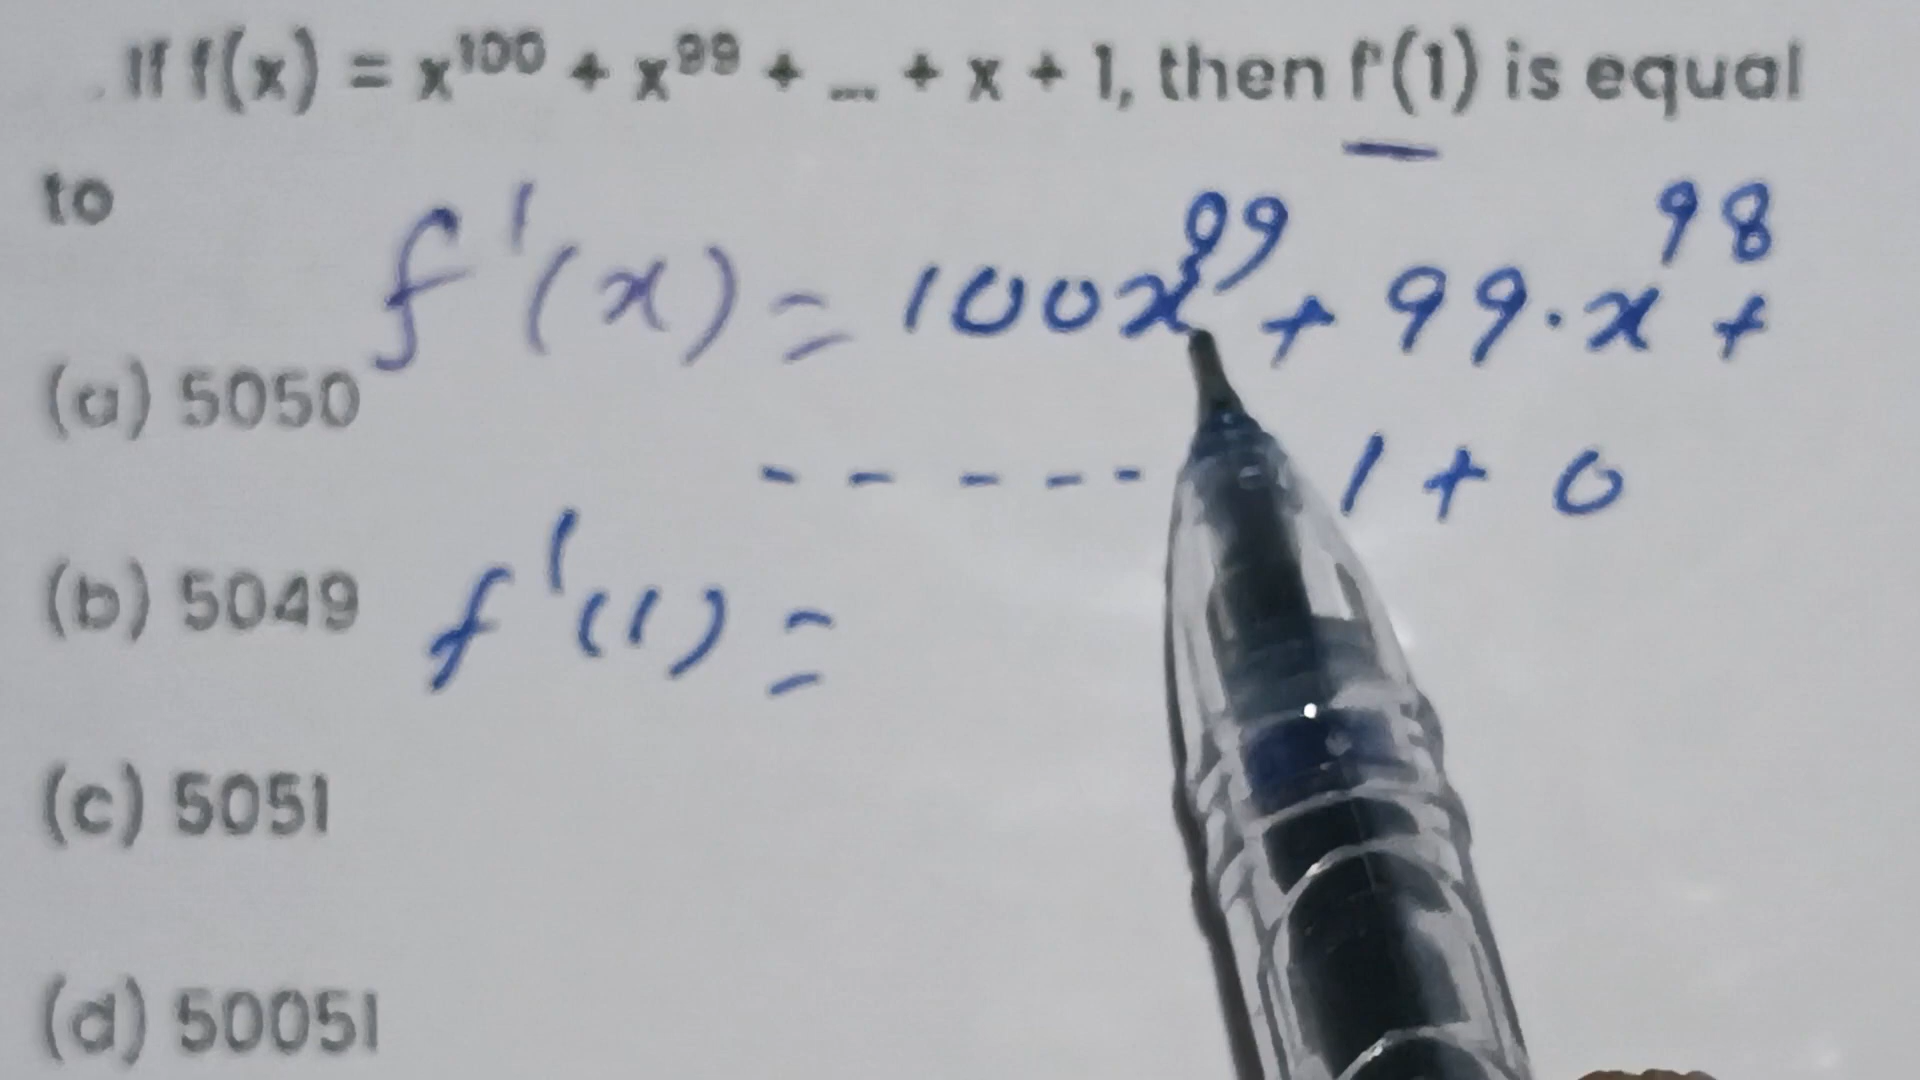 If f(x) = x¹⁰⁰ + x⁹⁹ + ... + x + 1, then f'(1) is equal
to
f'(x) = 100x⁹⁹ + 99.x⁹⁸ +
(a) 5050
- - - - - 1 + 0
(b) 5049
f'(1) =
(c) 5051
(d) 50051